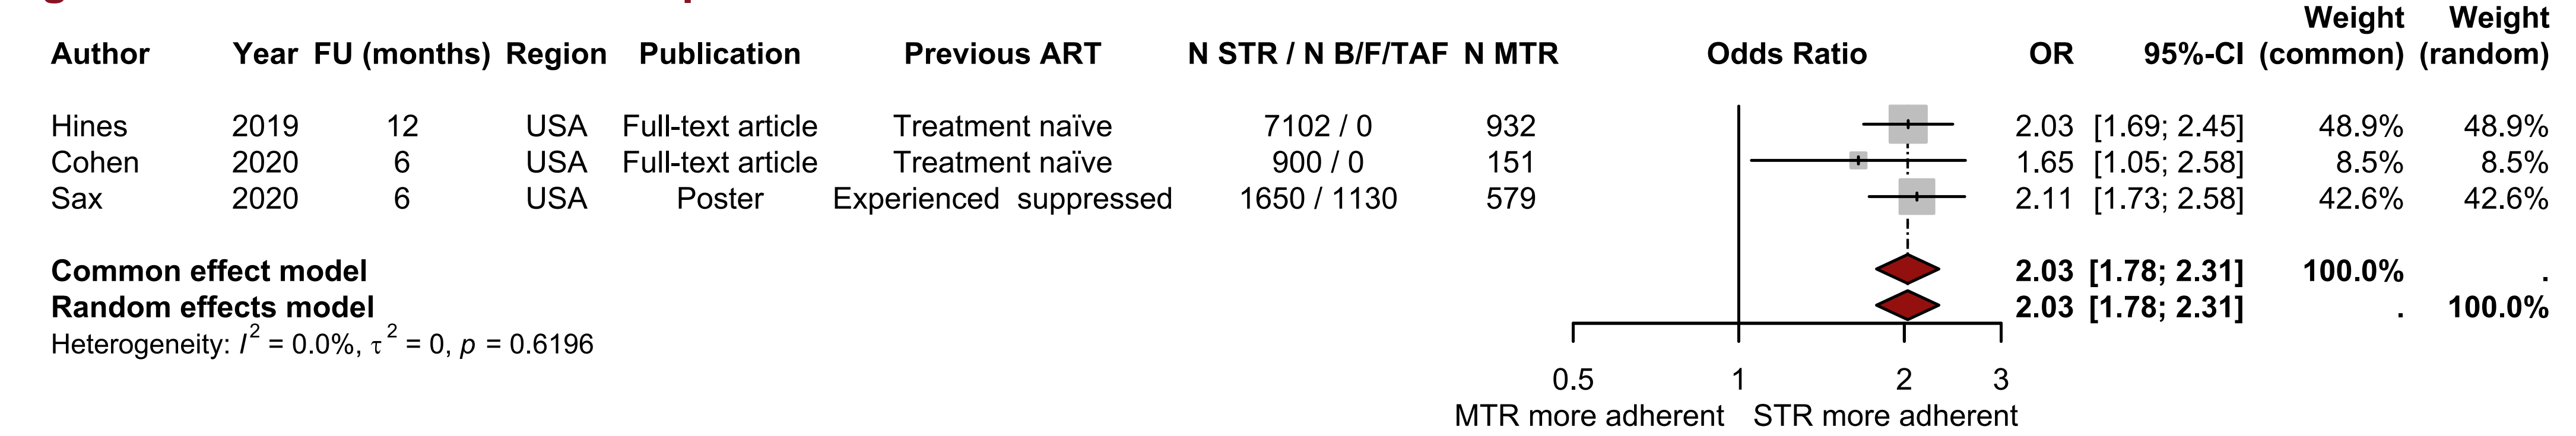 Weight Weight
Author Year FU (months) Region Publication Previous ART N STR / N B/F/TAF N MTR Odds Ratio OR 95%-CI (common) (random)
Hines 2019 12 USA Full-text article Treatment naïve 7102 / 0 932 2.03 [1.69; 2.45] 48.9% 48.9%
Cohen 2020 6 USA Full-text article Treatment naïve 900 / 0 151 1.65 [1.05; 2.58] 8.5% 8.5%
Sax 2020 6 USA Poster Experienced suppressed 1650 / 1130 579 2.11 [1.73; 2.58] 42.6% 42.6%
Common effect model 2.03 [1.78; 2.31] 100.0% .
Random effects model 2.03 [1.78; 2.31] . 100.0%
Heterogeneity: I² = 0.0%, τ² = 0, p = 0.6196
0.5 1 2 3
MTR more adherent STR more adherent